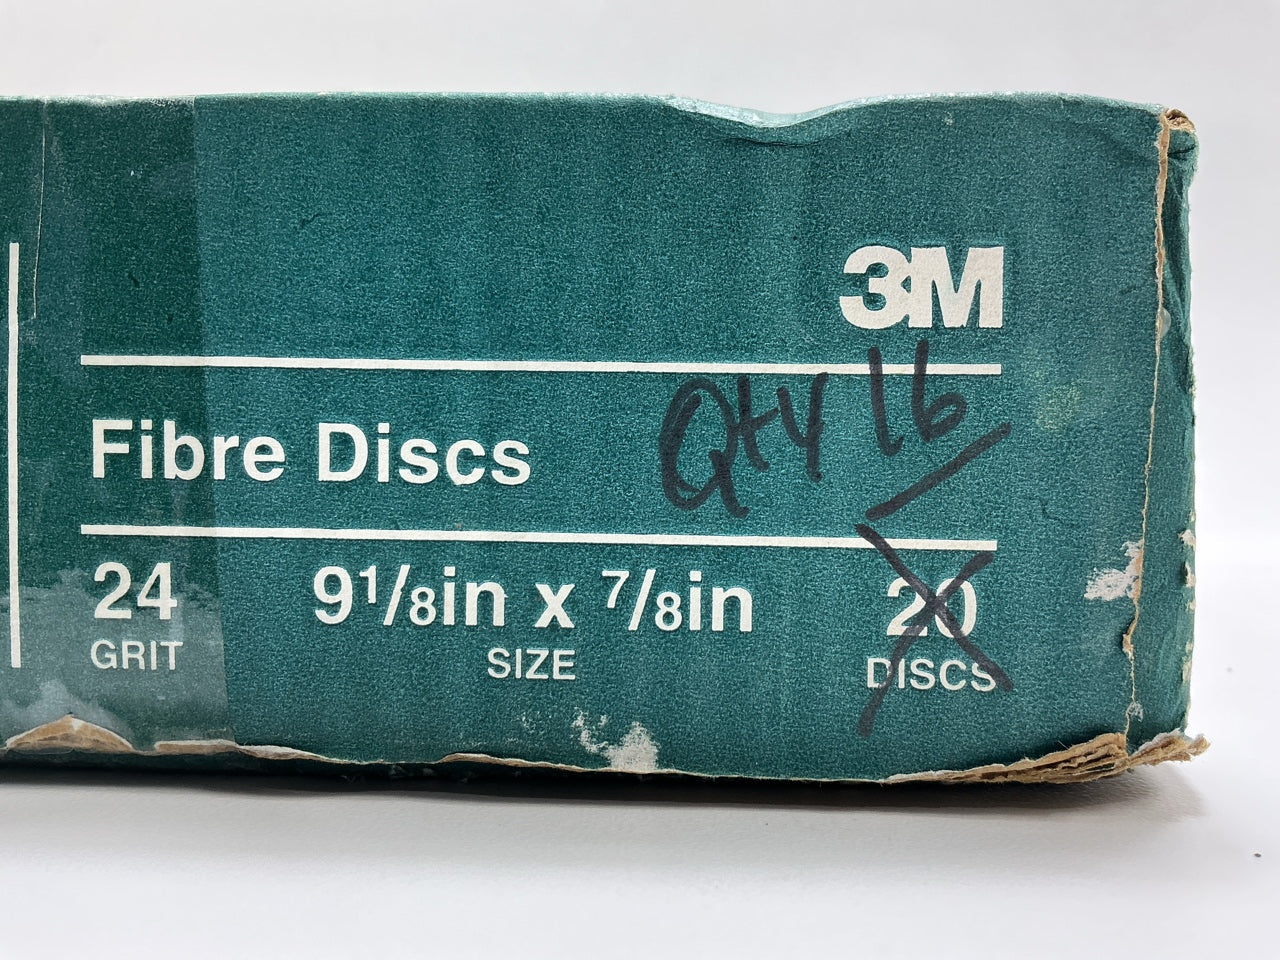 3M
Qty 16
Fibre Discs
24 9 1/8in x 7/8in 20
GRIT SIZE DISCS